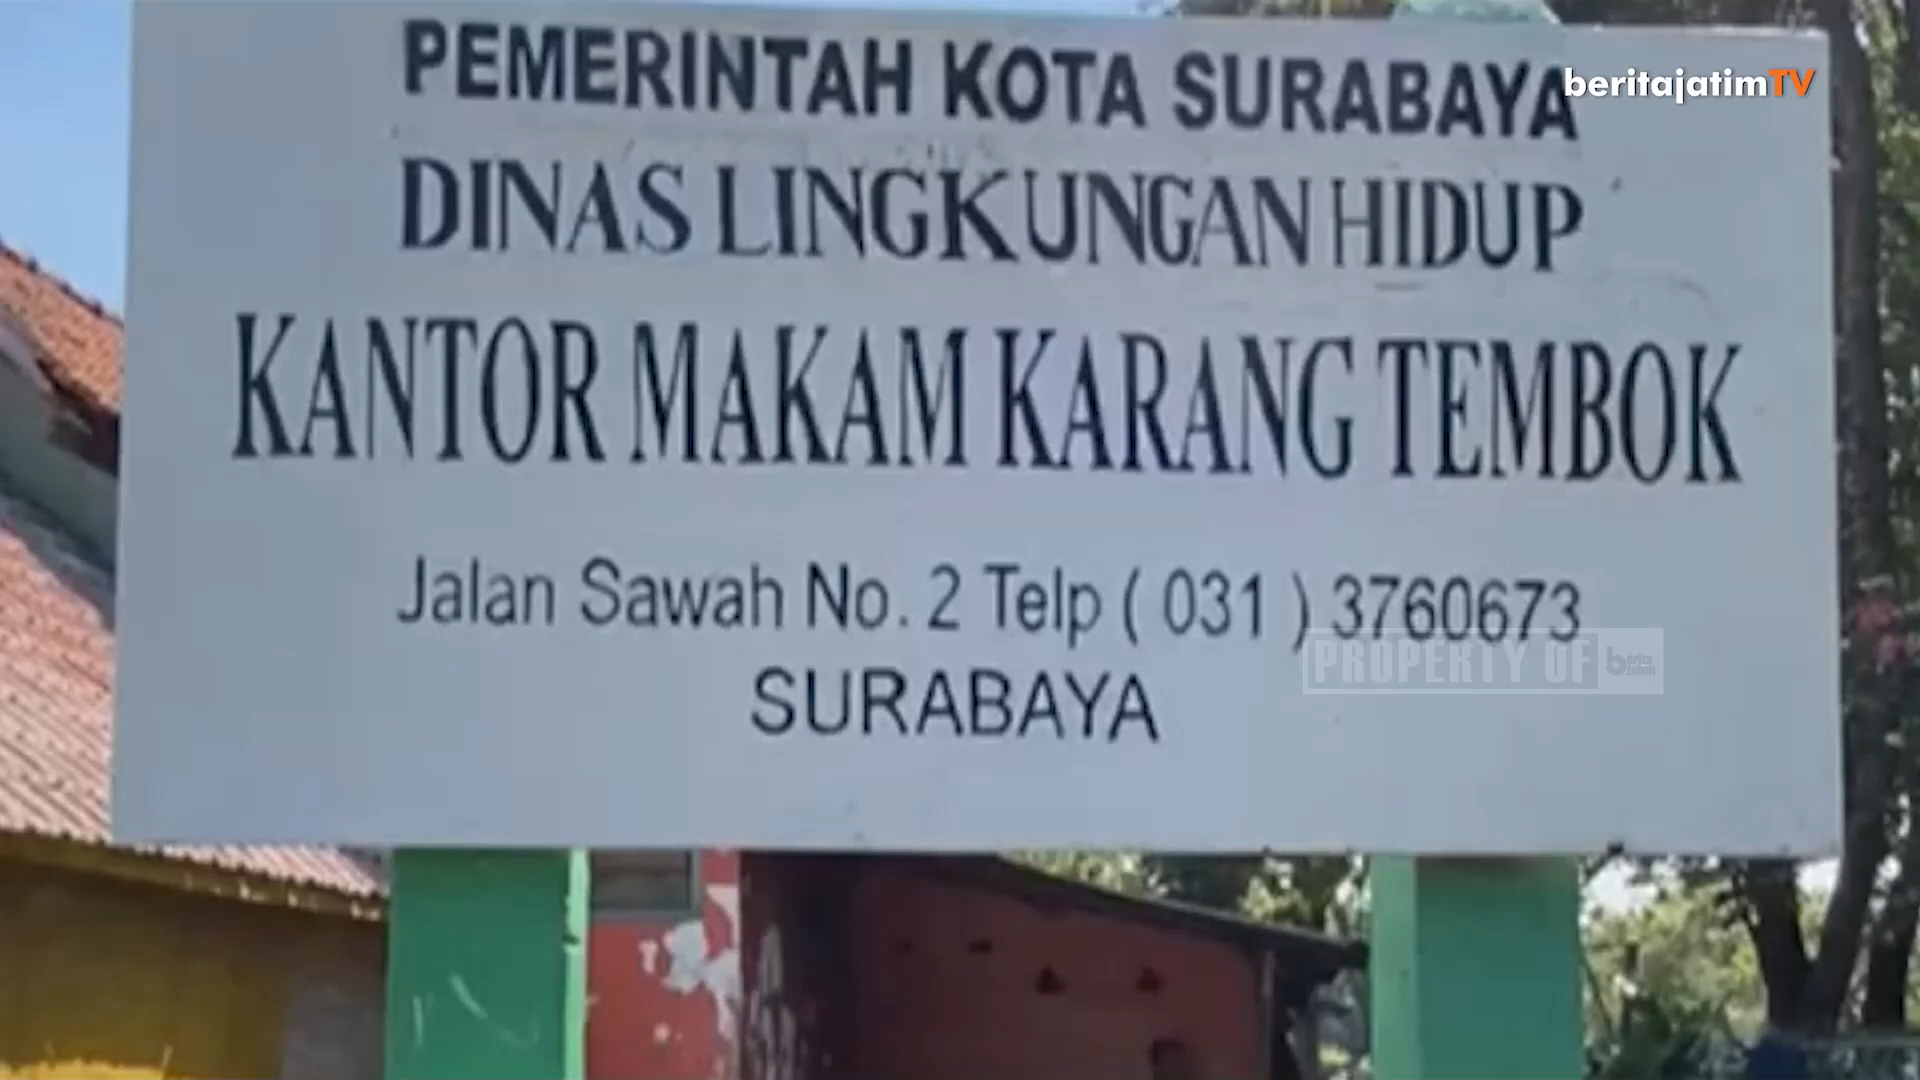 PEMERINTAH KOTA SURABAYA
beritajatimTV
DINAS LINGKUNGAN HIDUP
KANTOR MAKAM KARANG TEMBOK
Jalan Sawah No. 2 Telp ( 031 ) 3760673
PROPERTY OF
SURABAYA